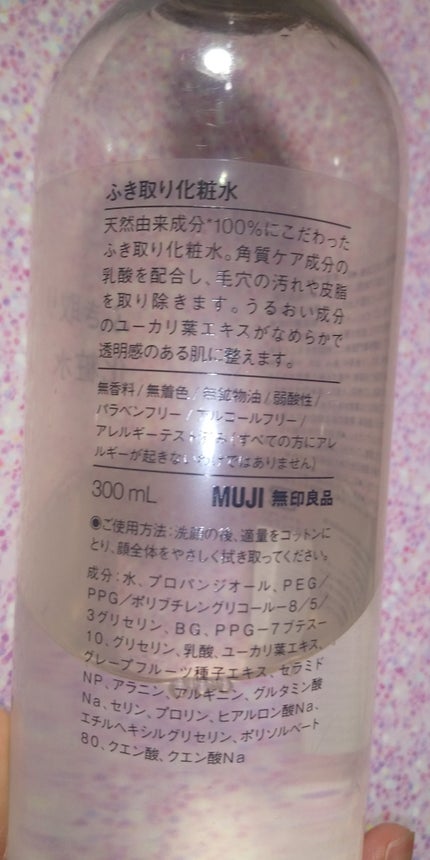 ふき取り化粧水
天然由来成分*100%にこだわった
ふき取り化粧水。角質ケア成分の
乳酸を配合し、毛穴の汚れや皮脂
を取り除きます。うるおい成分
のユーカリ葉エキスがなめらかで
透明感のある肌に整えます。
無香料/無着色/無鉱物油/弱酸性/
パラベンフリー/アルコールフリー/
アレルギーテスト済み(すべての方にアレ
ルギーが起きないわけではありません)
300mL MUJI 無印良品
◉ご使用方法:洗顔の後、適量をコットンに
とり、顔全体をやさしく拭き取ってください。
成分:水、プロパンジオール、PEG/
PPG/ポリブチレングリコール-8/5/
3グリセリン、BG、PPG-7ブテス-
10、グリセリン、乳酸、ユーカリ葉エキス、
グレープフルーツ種子エキス、セラミド
NP、アラニン、アルギニン、グルタミン酸
Na、セリン、プロリン、ヒアルロン酸Na、
エチルヘキシルグリセリン、ポリソルベート
80、クエン酸、クエン酸Na